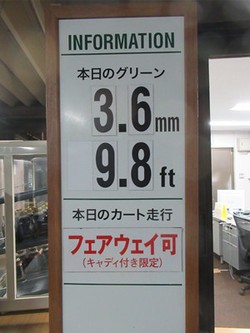 INFORMATION
本日のグリーン
3.6mm
9.8ft
本日のカート走行
フェアウェイ可
(キャディ付き限定)